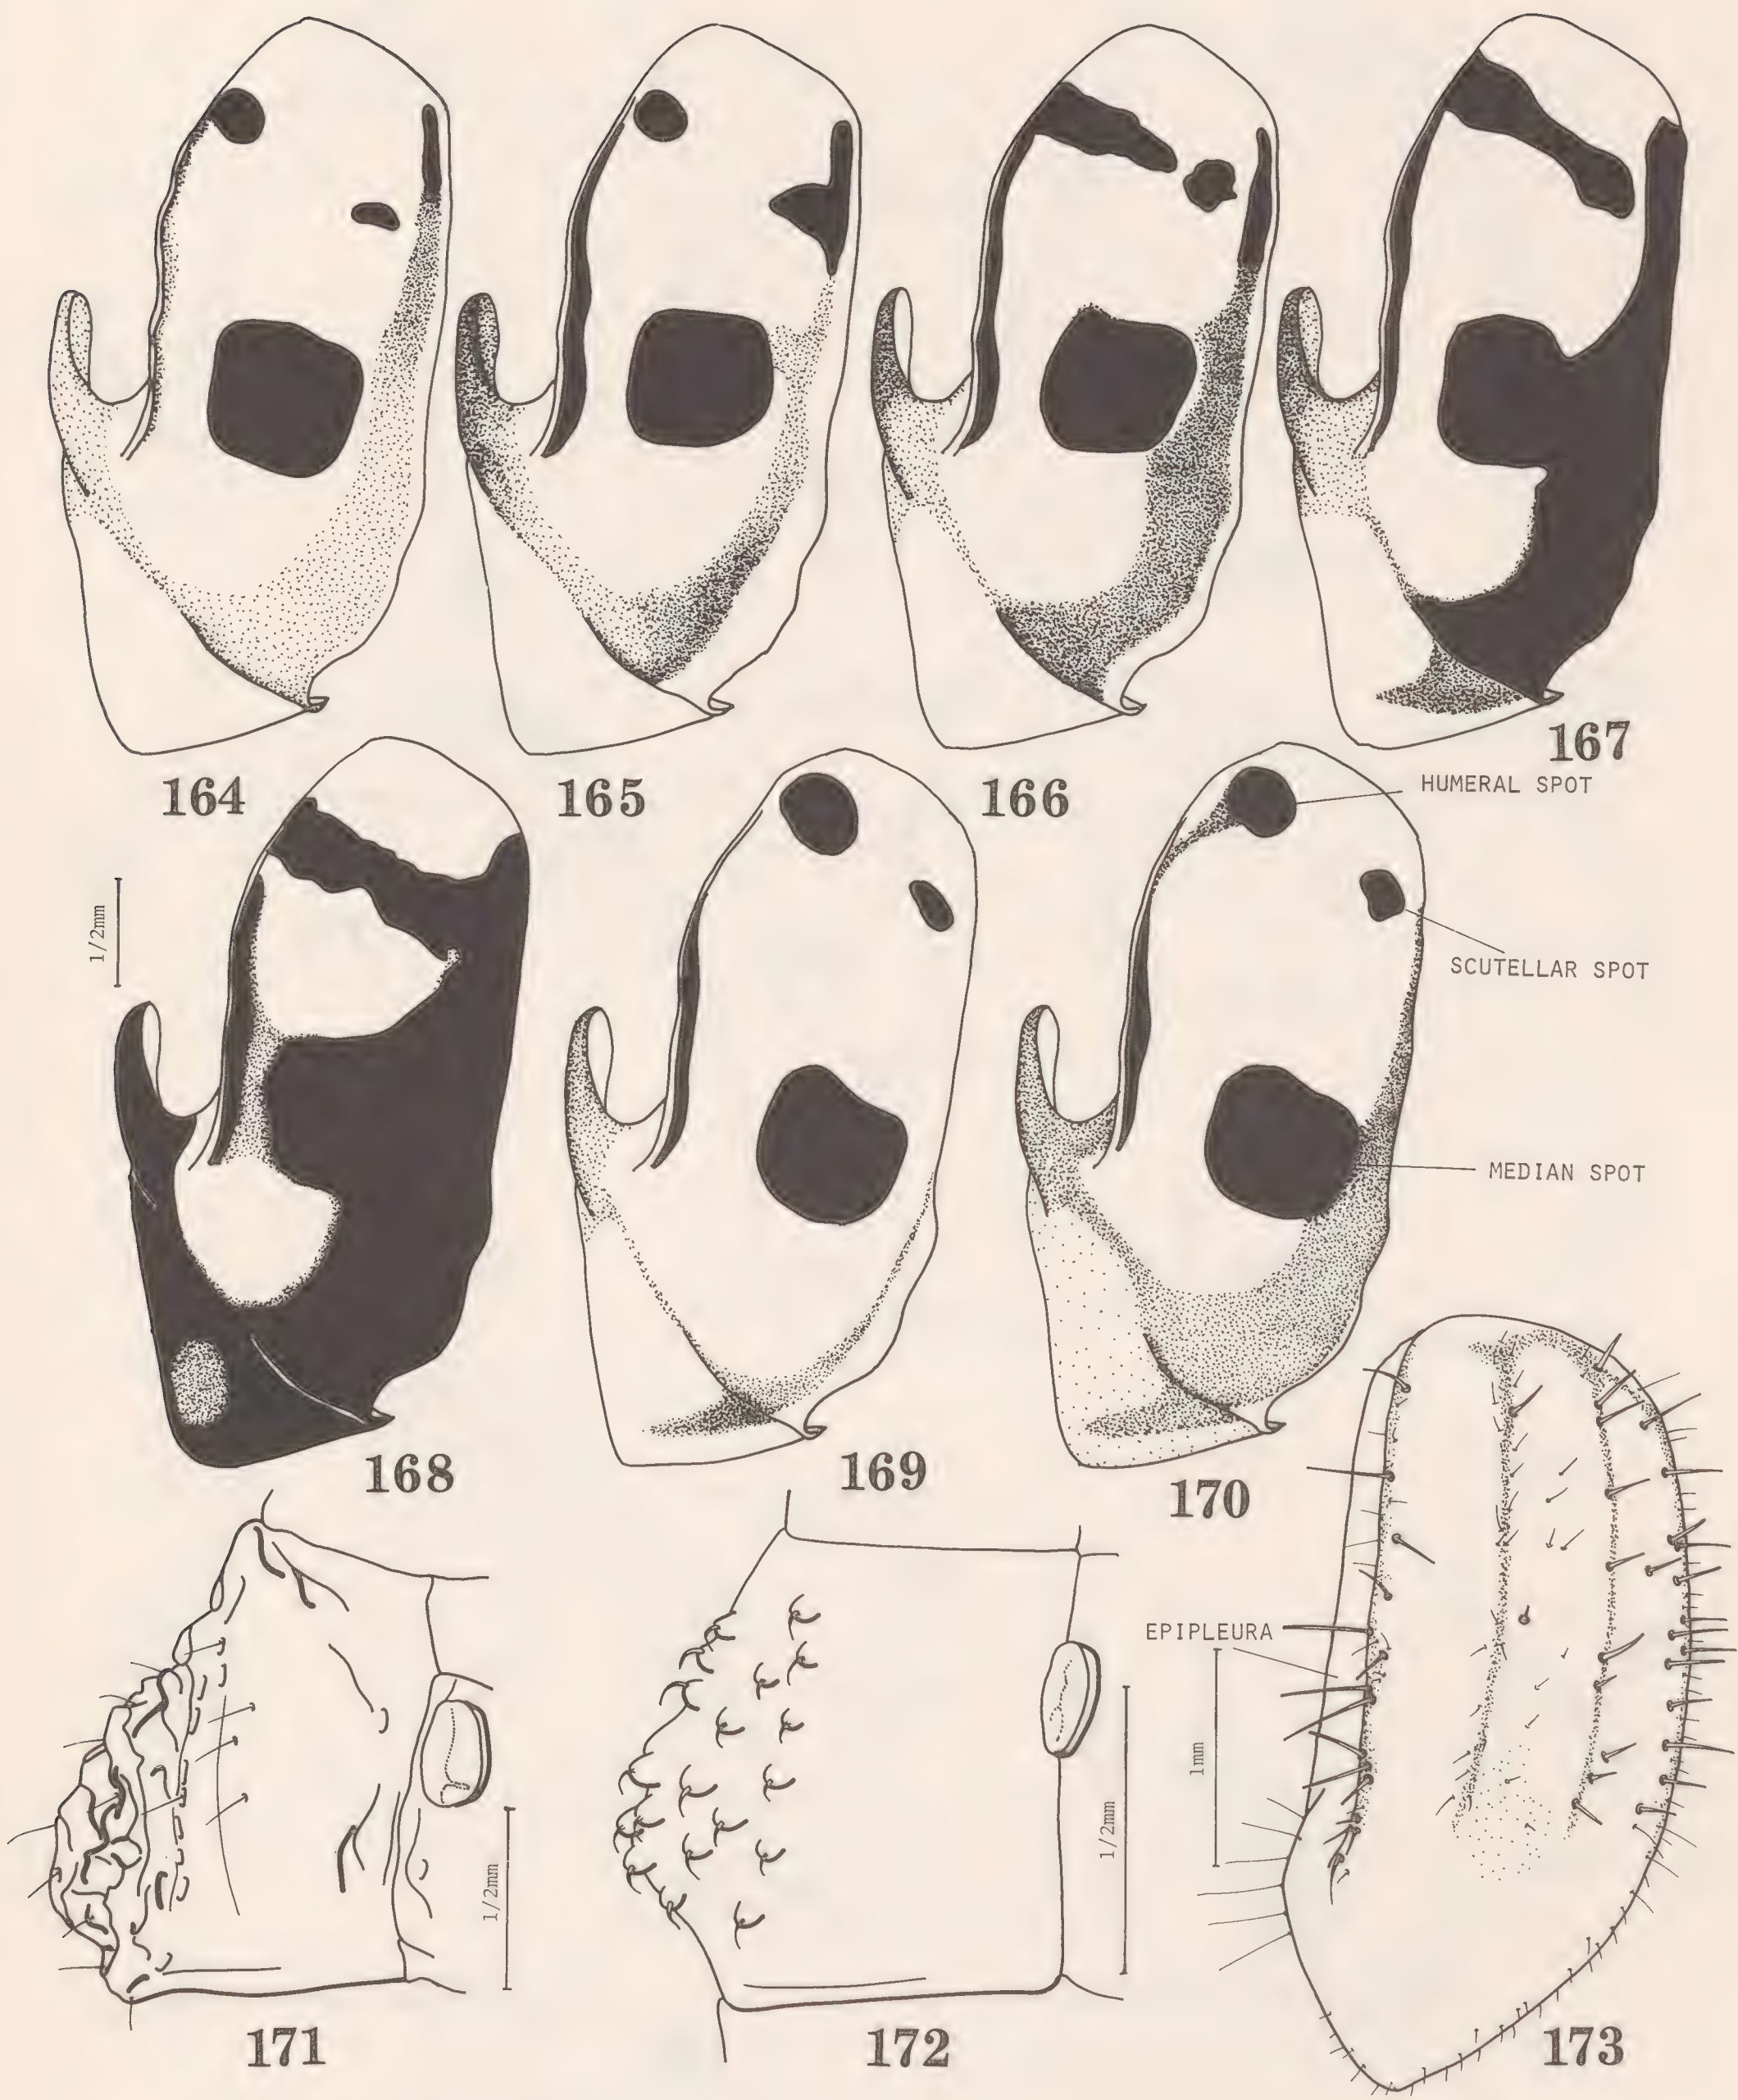 167
164
165
166
HUMERAL SPOT
SCUTELLAR SPOT
1/2mm
MEDIAN SPOT
168
169
170
EPIPLEURA
1mm
1/2mm
1/2mm
171
172
173